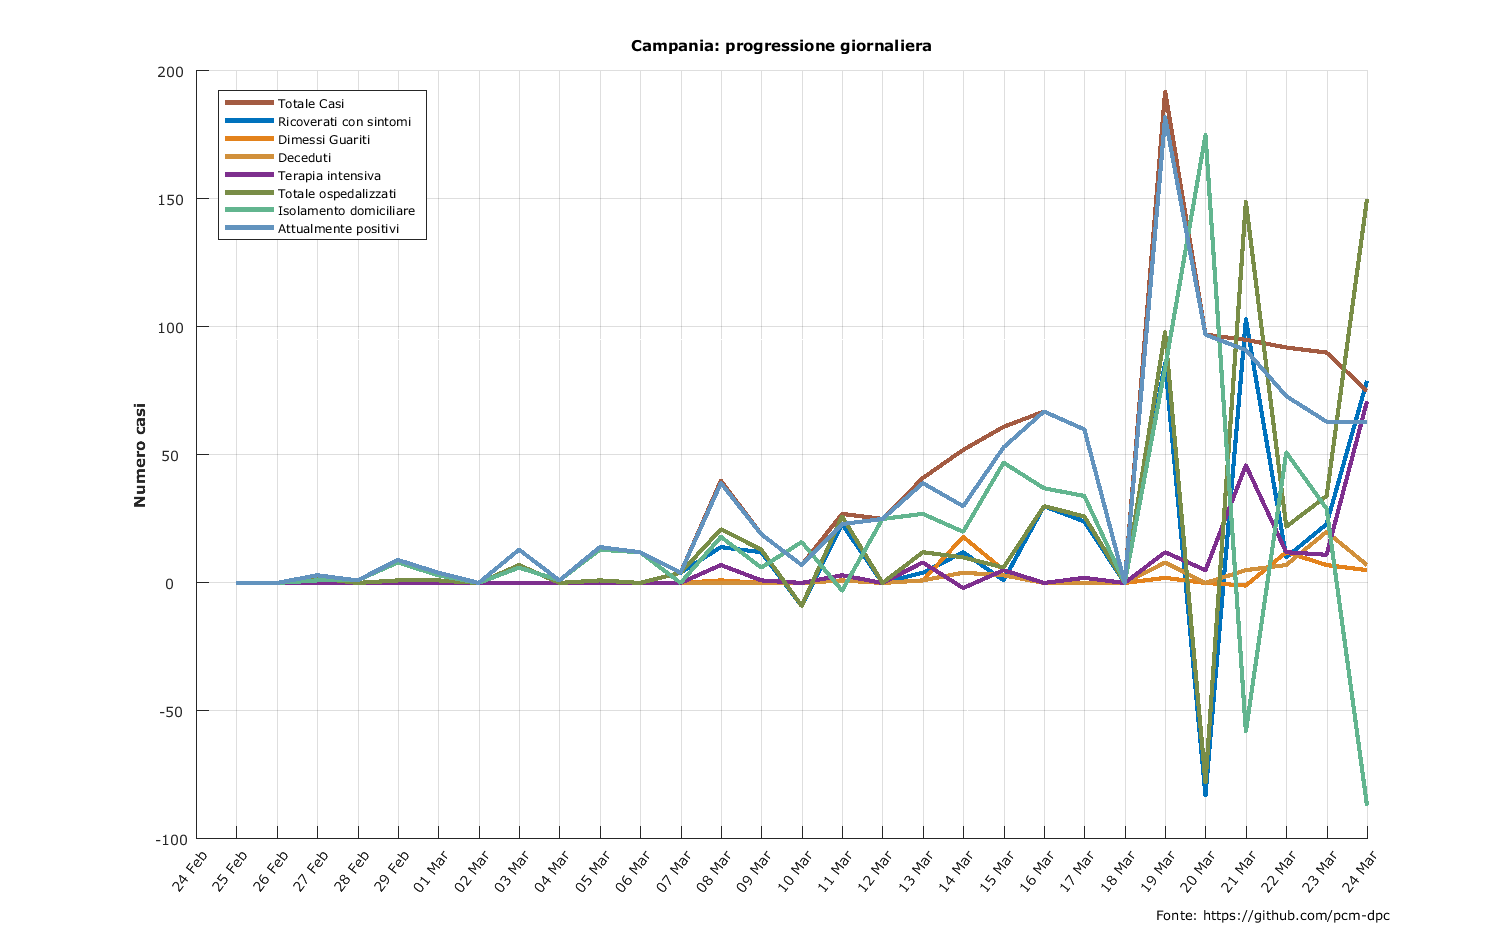 Campania: progressione giornaliera
200
150
100
50
0
-50
-100
Numero casi
Totale Casi
Ricoverati con sintomi
Dimessi Guariti
Deceduti
Terapia intensiva
Totale ospedalizzati
Isolamento domiciliare
Attualmente positivi
24 Feb
25 Feb
26 Feb
27 Feb
28 Feb
29 Feb
01 Mar
02 Mar
03 Mar
04 Mar
05 Mar
06 Mar
07 Mar
08 Mar
09 Mar
10 Mar
11 Mar
12 Mar
13 Mar
14 Mar
15 Mar
16 Mar
17 Mar
18 Mar
19 Mar
20 Mar
21 Mar
22 Mar
23 Mar
24 Mar
Fonte: https://github.com/pcm-dpc